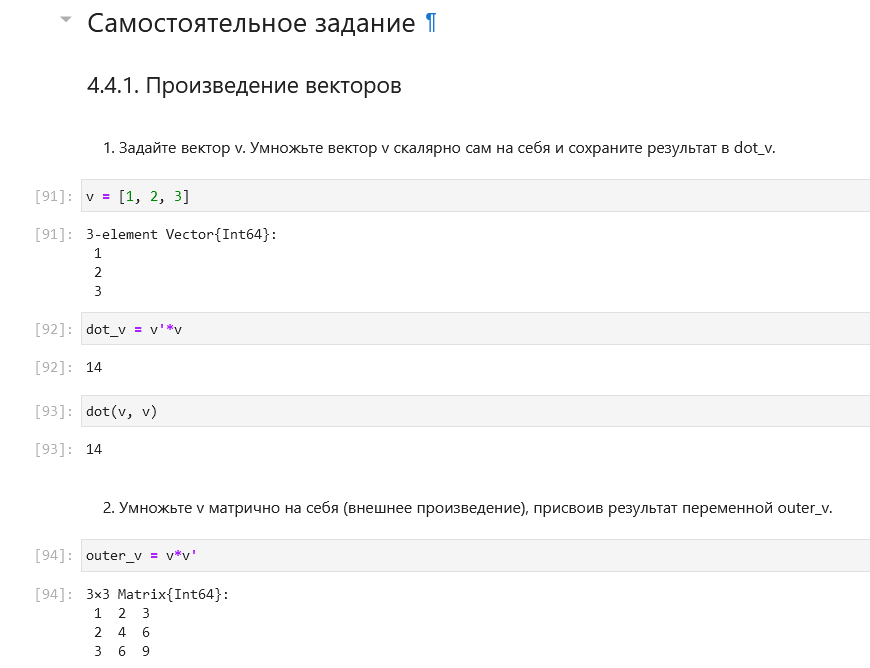 Самостоятельное задание ¶
4.4.1. Произведение векторов
1. Задайте вектор v. Умножьте вектор v скалярно сам на себя и сохраните результат в dot_v.
[91]: v = [1, 2, 3]
[91]: 3-element Vector{Int64}:
1
2
3
[92]: dot_v = v'*v
[92]: 14
[93]: dot(v, v)
[93]: 14
2. Умножьте v матрично на себя (внешнее произведение), присвоив результат переменной outer_v.
[94]: outer_v = v*v'
[94]: 3×3 Matrix{Int64}:
1 2 3
2 4 6
3 6 9